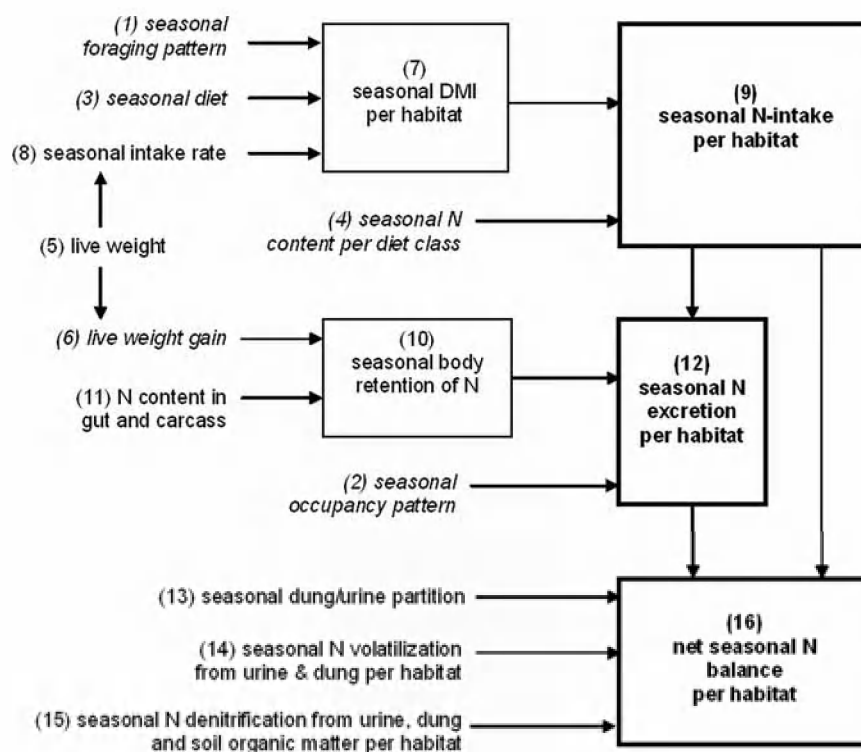 (1) seasonal
foraging pattern
(3) seasonal diet
(8) seasonal intake rate
(7)
seasonal DMI
per habitat
(9)
seasonal N-intake
per habitat
(4) seasonal N
content per diet class
(5) live weight
(6) live weight gain
(11) N content in
gut and carcass
(10)
seasonal body
retention of N
(12)
seasonal N
excretion
per habitat
(2) seasonal
occupancy pattern
(13) seasonal dung/urine partition
(14) seasonal N volatilization
from urine & dung per habitat
(15) seasonal N denitrification from urine, dung
and soil organic matter per habitat
(16)
net seasonal N
balance
per habitat